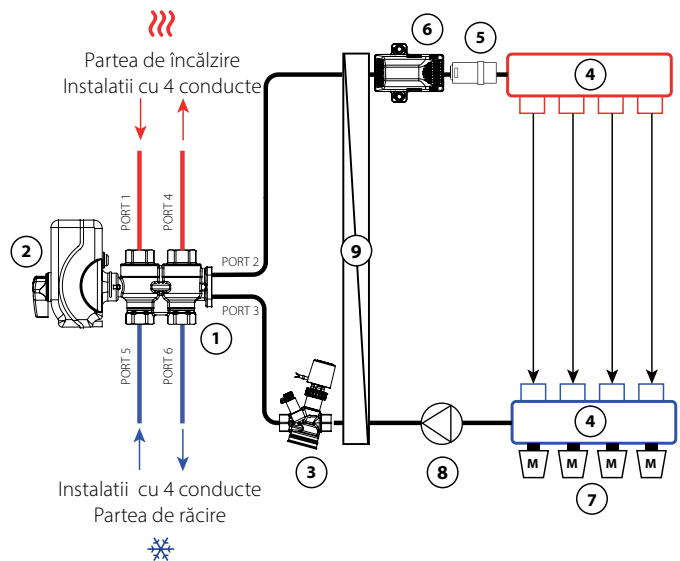 Partea de încălzire
Instalatii cu 4 conducte
6
5
4
PORT 1
PORT 4
2
PORT 2
9
PORT 3
1
PORT 5
PORT 6
3
8
4
M
M
M
M
7
Instalatii cu 4 conducte
Partea de răcire